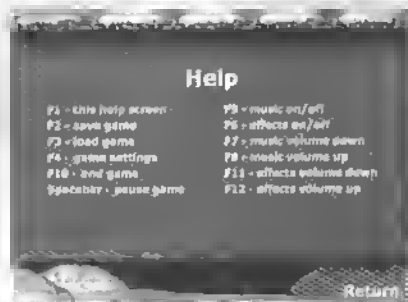 Help
F1 - this help screen
F2 - save game
F3 - load game
F4 - game settings
F10 - end game
Spacebar - pause game
F5 - music on/off
F6 - effects on/off
F7 - music volume down
F8 - music volume up
F11 - effects volume down
F12 - effects volume up
Return